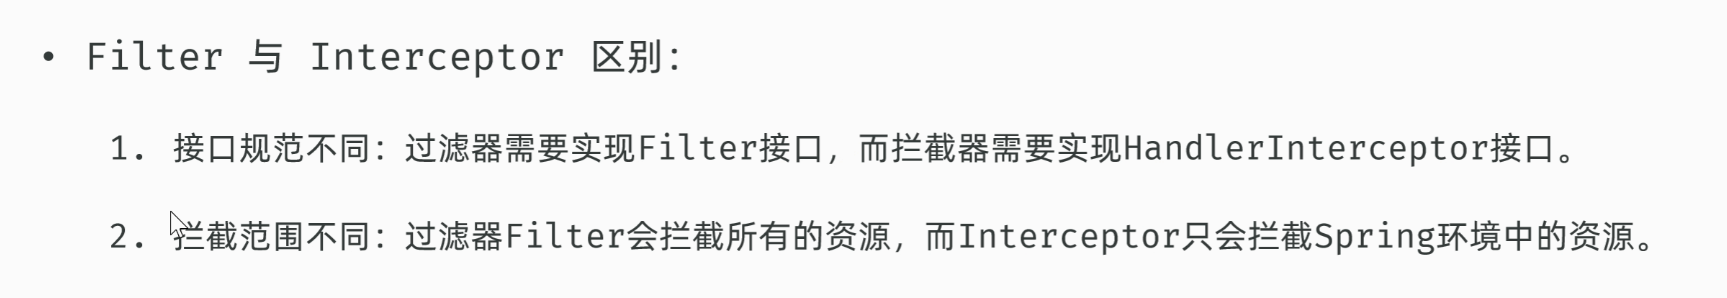 • Filter 与 Interceptor 区别：
1. 接口规范不同：过滤器需要实现Filter接口，而拦截器需要实现HandlerInterceptor接口。
2. 拦截范围不同：过滤器Filter会拦截所有的资源，而Interceptor只会拦截Spring环境中的资源。